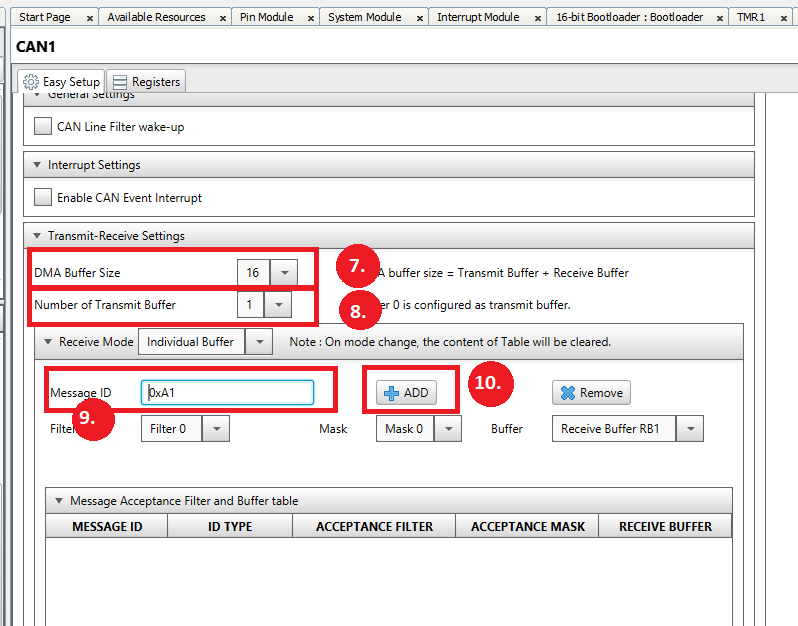 Start Page × Available Resources × Pin Module × System Module × Interrupt Module × 16-bit Bootloader : Bootloader × TMR1 ×
CAN1
Easy Setup Registers
General Settings
CAN Line Filter wake-up
Interrupt Settings
Enable CAN Event Interrupt
Transmit-Receive Settings
DMA Buffer Size 16 7. buffer size = Transmit Buffer + Receive Buffer
Number of Transmit Buffer 1 8. 0 is configured as transmit buffer.
Receive Mode Individual Buffer Note : On mode change, the content of Table will be cleared.
Message ID 0xA1 ADD 10. Remove
9.
Filter 0 Mask Mask 0 Buffer Receive Buffer RB1
Message Acceptance Filter and Buffer table
MESSAGE ID ID TYPE ACCEPTANCE FILTER ACCEPTANCE MASK RECEIVE BUFFER